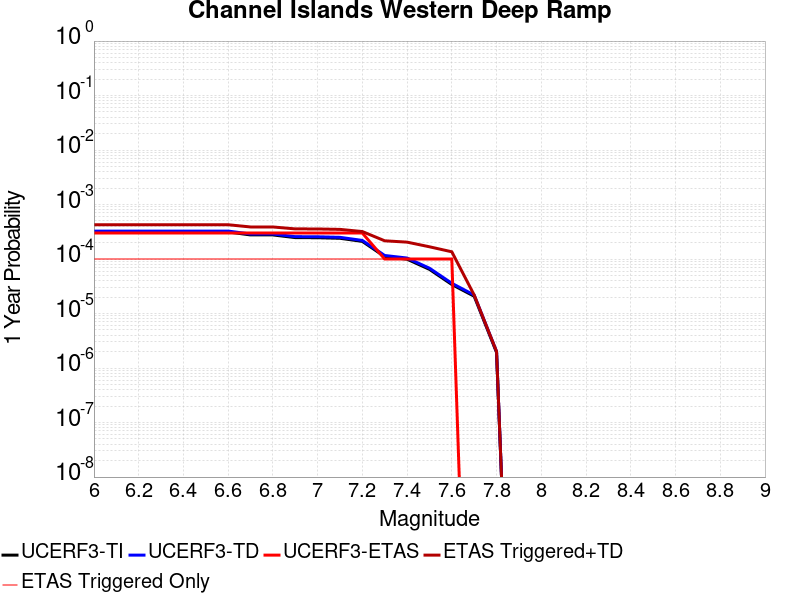 Channel Islands Western Deep Ramp
10^0
10^-1
10^-2
10^-3
10^-4
10^-5
10^-6
10^-7
10^-8
1 Year Probability
6 6.2 6.4 6.6 6.8 7 7.2 7.4 7.6 7.8 8 8.2 8.4 8.6 8.8 9
Magnitude
UCERF3-TI UCERF3-TD UCERF3-ETAS ETAS Triggered+TD
ETAS Triggered Only